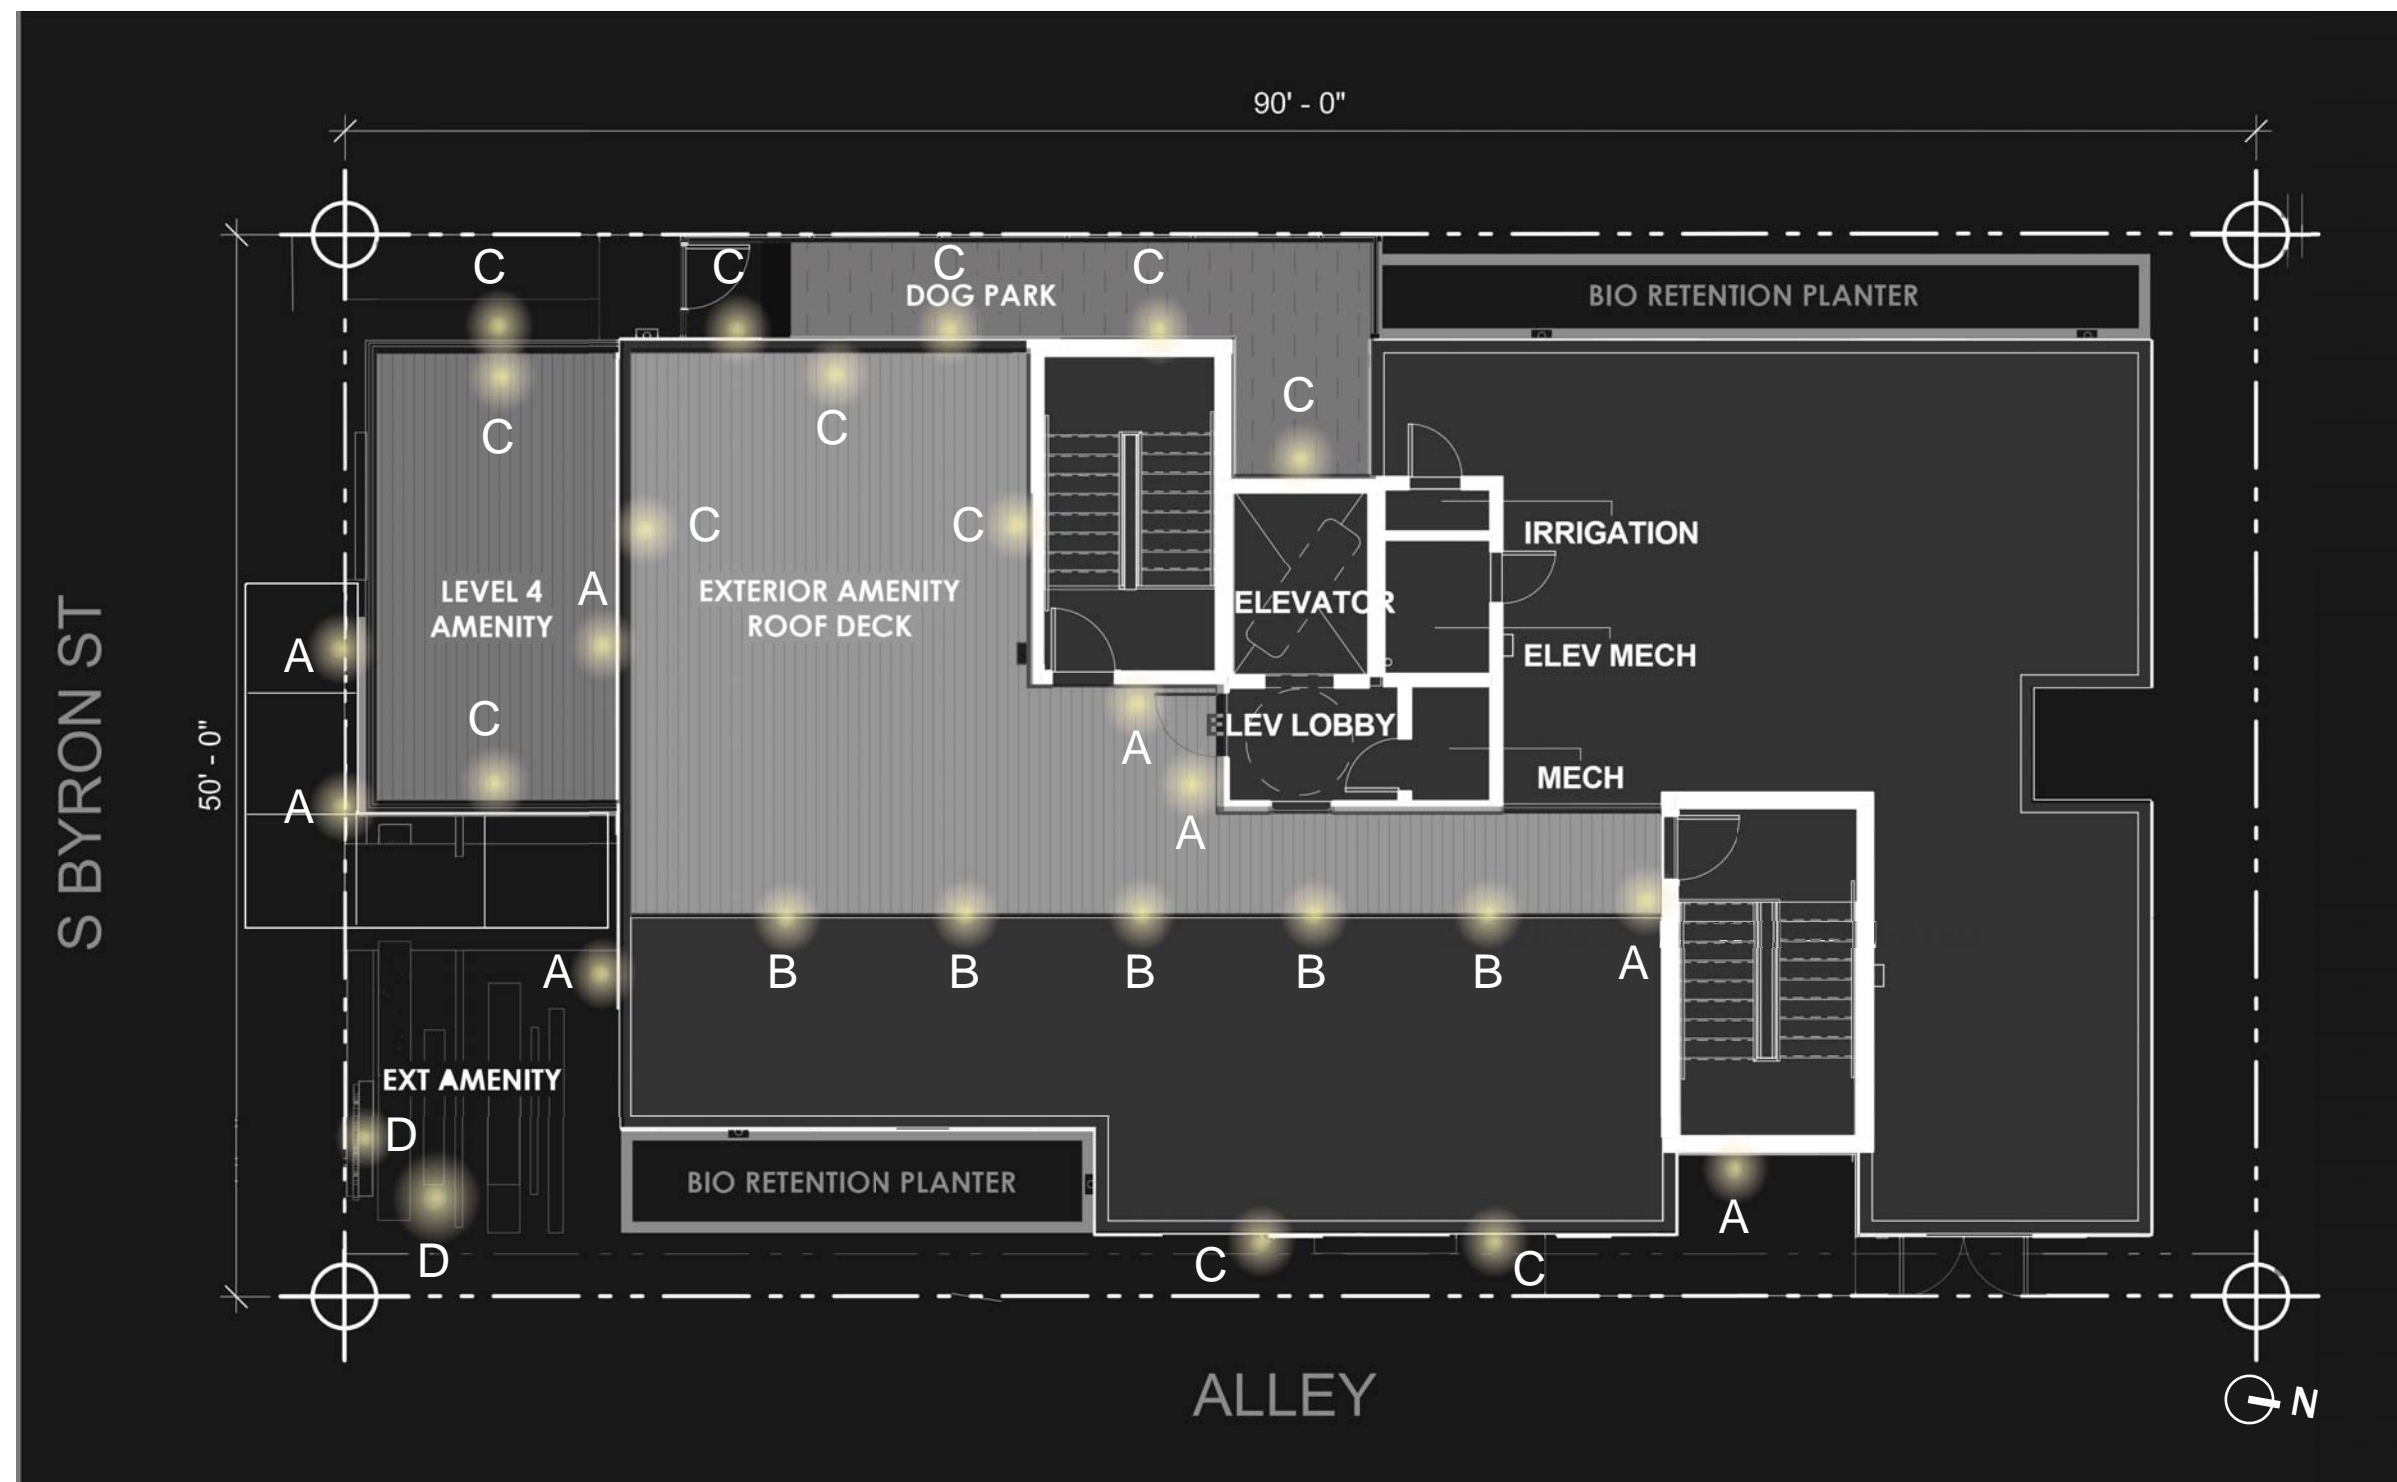 90' - 0"
C
C
C
C
DOG PARK
BIO RETENTION PLANTER
C
C
C
C
C
IRRIGATION
A
LEVEL 4
AMENITY
EXTERIOR AMENITY
ROOF DECK
ELEVATOR
A
ELEV MECH
S BYRON ST
50' - 0"
C
A
ELEV LOBBY
MECH
A
A
A
B
B
B
B
B
A
EXT AMENITY
D
BIO RETENTION PLANTER
D
A
C
C
ALLEY
N